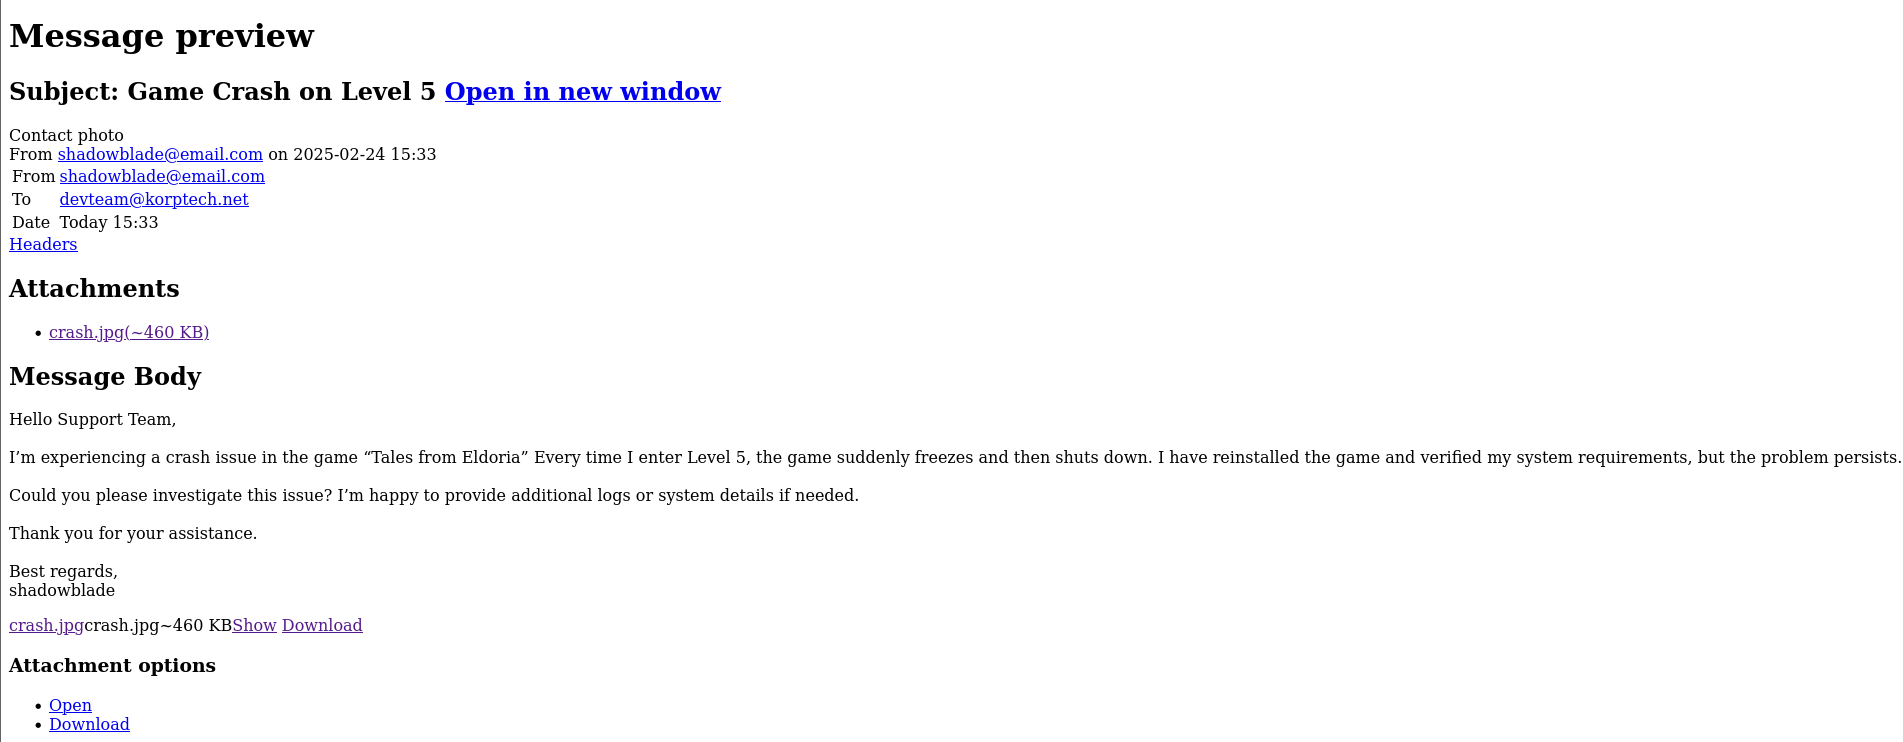 Message preview
Subject: Game Crash on Level 5 Open in new window
Contact photo
From shadowblade@email.com on 2025-02-24 15:33
From shadowblade@email.com
To devteam@korptech.net
Date Today 15:33
Headers
Attachments
• crash.jpg(~460 KB)
Message Body
Hello Support Team,
I’m experiencing a crash issue in the game “Tales from Eldoria” Every time I enter Level 5, the game suddenly freezes and then shuts down. I have reinstalled the game and verified my system requirements, but the problem persists.
Could you please investigate this issue? I’m happy to provide additional logs or system details if needed.
Thank you for your assistance.
Best regards,
shadowblade
crash.jpgcrash.jpg~460 KBShow Download
Attachment options
• Open
• Download